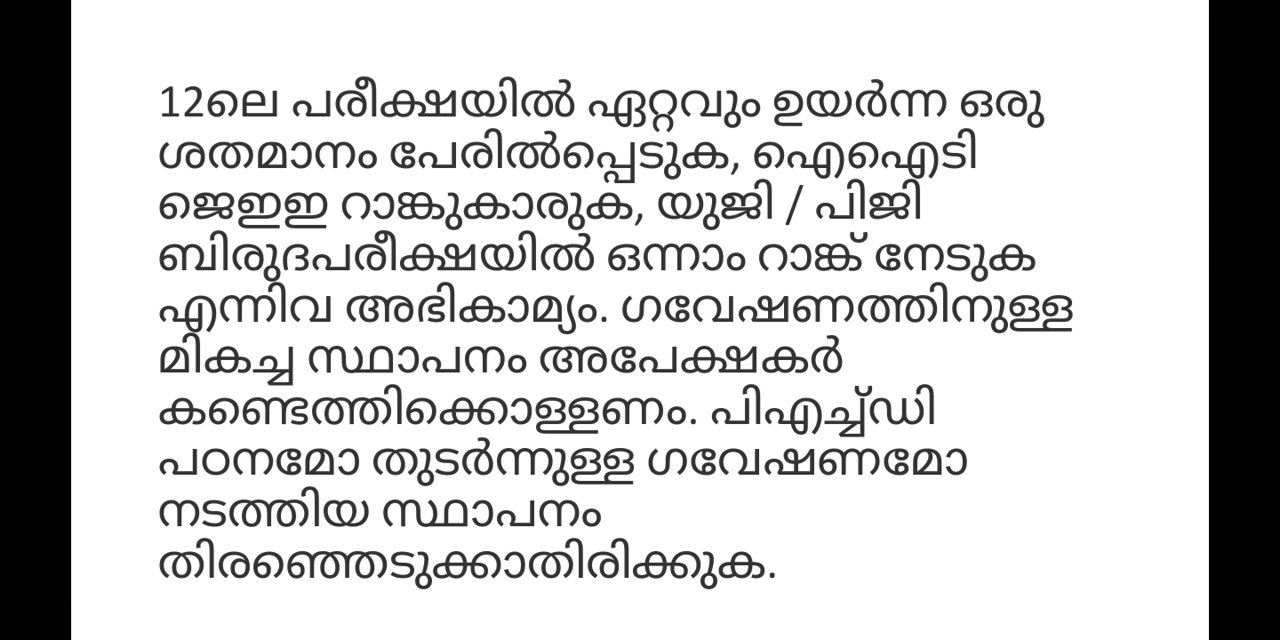 12ലെ പരീക്ഷയിൽ ഏറ്റവും ഉയർന്ന ഒരു
ശതമാനം പേരിൽപ്പെടുക, ഐഐടി
ജെഇഇ റാങ്കുകാരുക, യുജി / പിജി
ബിരുദപരീക്ഷയിൽ ഒന്നാം റാങ്ക് നേടുക
എന്നിവ അഭികാമ്യം. ഗവേഷണത്തിനുള്ള
മികച്ച സ്ഥാപനം അപേക്ഷകർ
കണ്ടെത്തിക്കൊള്ളണം. പിഎച്ച്ഡി
പഠനമോ തുടർന്നുള്ള ഗവേഷണമോ
നടത്തിയ സ്ഥാപനം
തിരഞ്ഞെടുക്കാതിരിക്കുക.